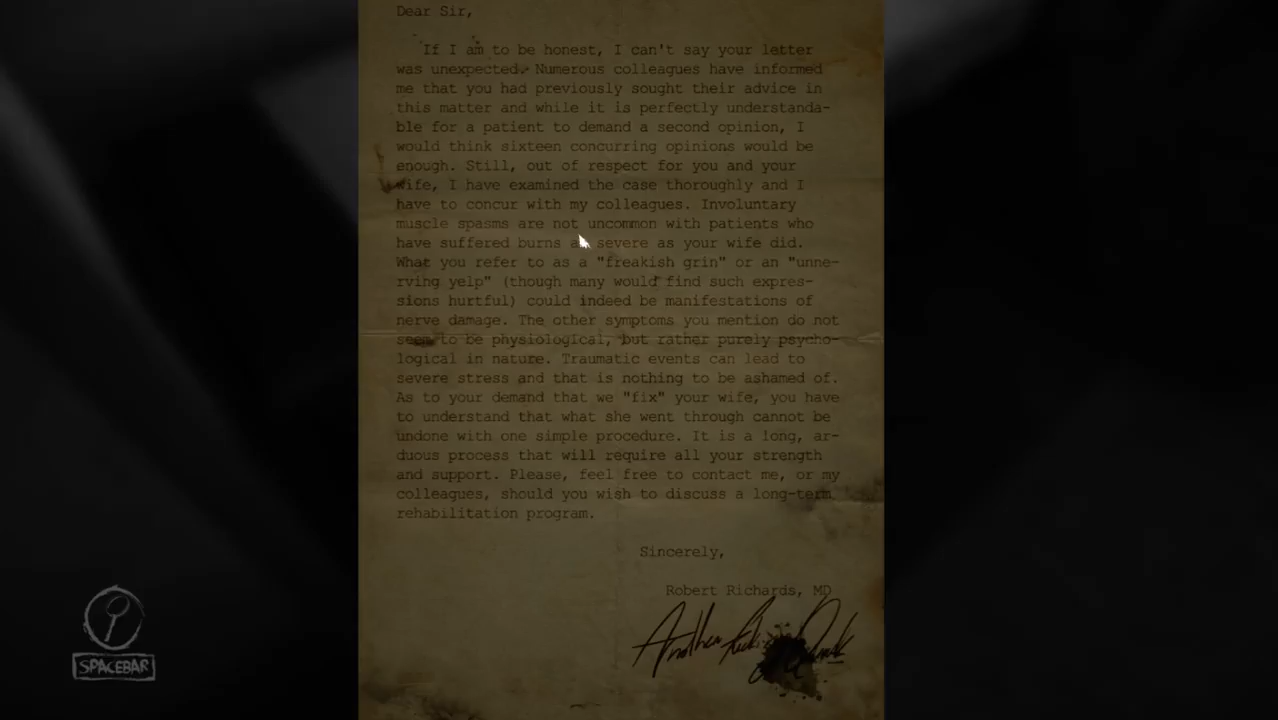 Dear Sir,
If I am to be honest, I can't say your letter
was unexpected. Numerous colleagues have informed
me that you had previously sought their advice in
this matter and while it is perfectly understanda-
ble for a patient to demand a second opinion, I
would think sixteen concurring opinions would be
enough. Still, out of respect for you and your
wife, I have examined the case thoroughly and I
have to concur with my colleagues. Involuntary
muscle spasms are not uncommon with patients who
have suffered burns as severe as your wife did.
What you refer to as a "freakish grin" or an "unne-
rving yelp" (though many would find such expres-
sions hurtful) could indeed be manifestations of
nerve damage. The other symptoms you mention do not
seem to be physiological, but rather purely psycho-
logical in nature. Traumatic events can lead to
severe stress and that is nothing to be ashamed of.
As to your demand that we "fix" your wife, you have
to understand that what she went through cannot be
undone with one simple procedure. It is a long, ar-
duous process that will require all your strength
and support. Please, feel free to contact me, or my
colleagues, should you wish to discuss a long-term
rehabilitation program.
Sincerely,
Robert Richards, MD
Another
SPACEBAR